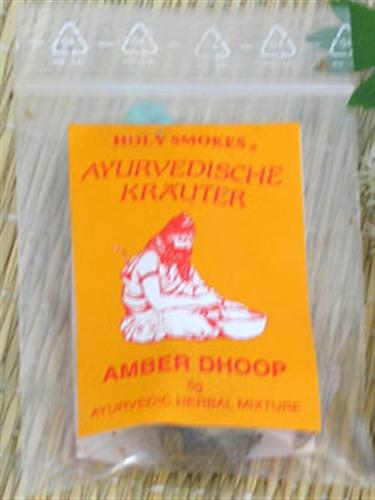 HOLY SMOKES ®
AYURVEDISCHE
KRÄUTER
AMBER DHOOP
5g
AYURVEDIC HERBAL MIXTURE